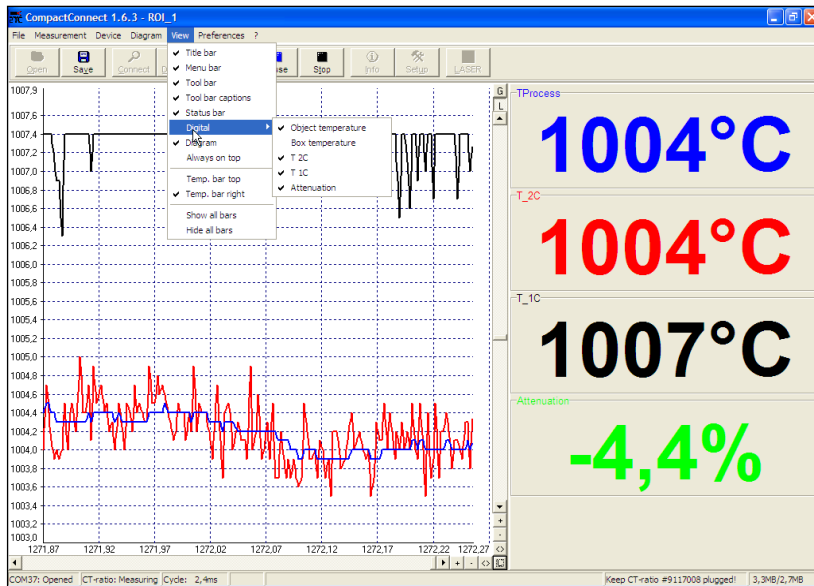 CompactConnect 1.6.3 - ROI_1
File Measurement Device Diagram View Preferences ?
Open Save Connect D use Stop Info Setup LASER
Title bar
Menu bar
Tool bar
Tool bar captions
Status bar
Digital
Diagram
Always on top
Temp. bar top
Temp. bar right
Show all bars
Hide all bars
Object temperature
Box temperature
T 2C
T 1C
Attenuation
G
L
1007,9
1007,6
1007,4
1007,2
1007,0
1006,8
1006,6
1006,4
1006,2
1006,0
1005,8
1005,6
1005,4
1005,2
1005,0
1004,8
1004,6
1004,4
1004,2
1004,0
1003,8
1003,6
1003,4
1003,2
1003,0
1271,87 1271,92 1271,97 1272,02 1272,07 1272,12 1272,17 1272,22 1272,27
TProcess
1004°C
T_2C
1004°C
T_1C
1007°C
Attenuation
-4,4%
COM37: Opened CT-ratio: Measuring Cycle: 2,4ms Keep CT-ratio #9117008 plugged! 3,3MB/2,7MB